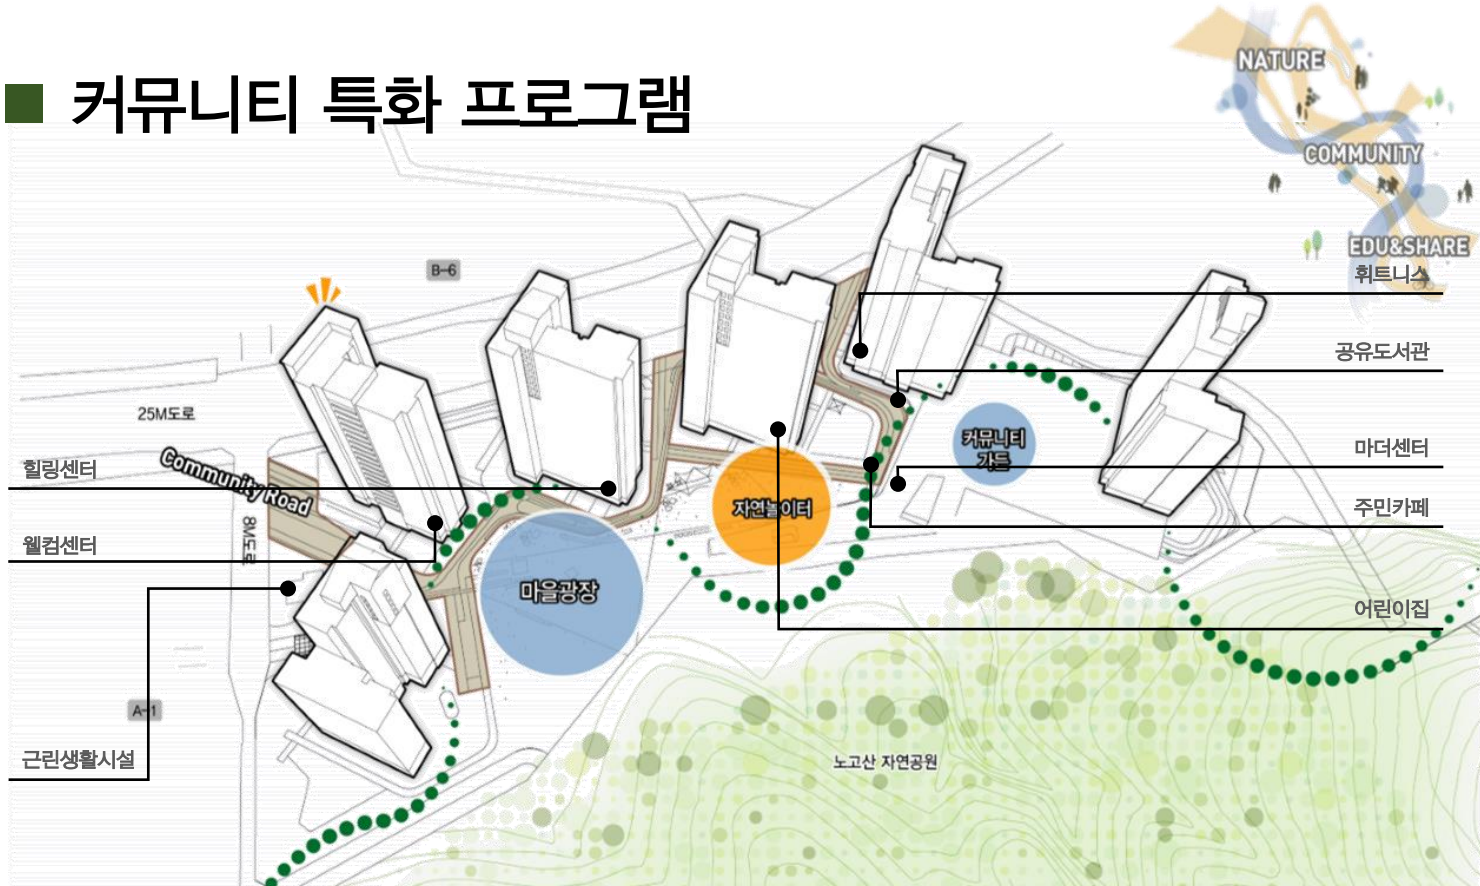 커뮤니티 특화 프로그램
NATURE
COMMUNITY
EDU&SHARE
휘트니스
B-6
공유도서관
25M도로
커뮤니티
가든
마더센터
Community Road
힐링센터
자연놀이터
주민카페
8M도로
웰컴센터
마을광장
어린이집
A-1
근린생활시설
노고산 자연공원